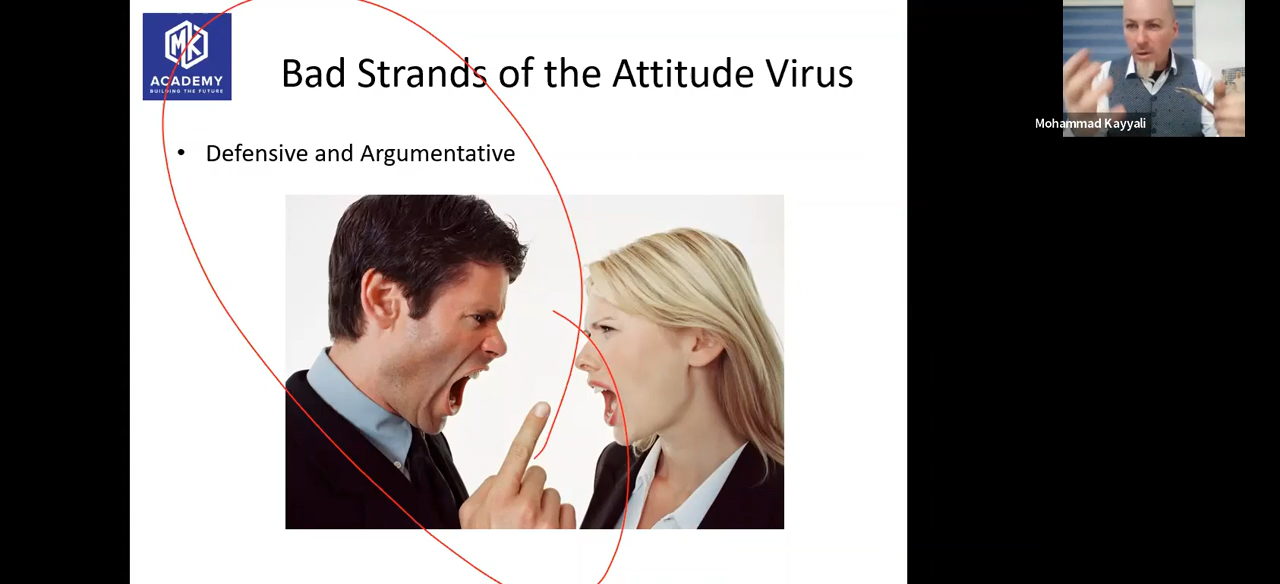 MK
ACADEMY
BUILDING THE FUTURE
Bad Strands of the Attitude Virus
• Defensive and Argumentative
Mohammad Kayyali